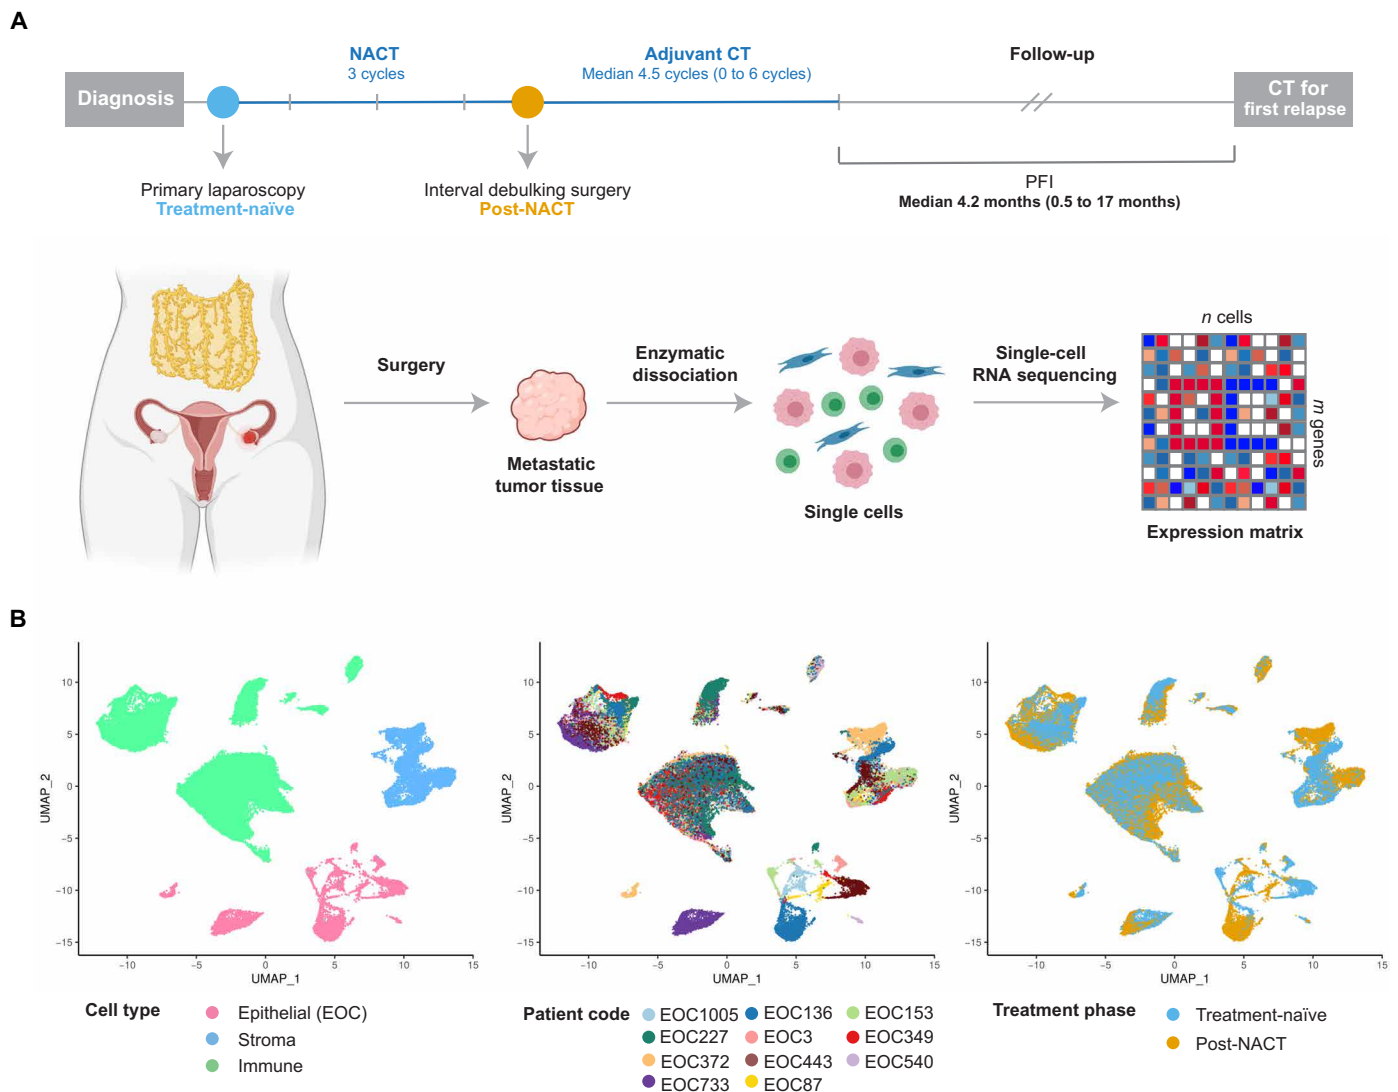 A
NACT
3 cycles
Adjuvant CT
Median 4.5 cycles (0 to 6 cycles)
Follow-up
Diagnosis
CT for
first relapse
Primary laparoscopy
Treatment-naïve
Interval debulking surgery
Post-NACT
PFI
Median 4.2 months (0.5 to 17 months)
Surgery
Metastatic
tumor tissue
Enzymatic
dissociation
Single cells
Single-cell
RNA sequencing
n cells
m genes
Expression matrix
B
UMAP_2
10
5
0
−5
−10
−15
−10
−5
0
5
10
15
UMAP_1
UMAP_2
10
5
0
−5
−10
−15
−10
−5
0
5
10
15
UMAP_1
UMAP_2
10
5
0
−5
−10
−15
−10
−5
0
5
10
15
UMAP_1
Cell type
Epithelial (EOC)
Stroma
Immune
Patient code
EOC1005
EOC136
EOC153
EOC227
EOC3
EOC349
EOC372
EOC443
EOC540
EOC733
EOC87
Treatment phase
Treatment-naïve
Post-NACT